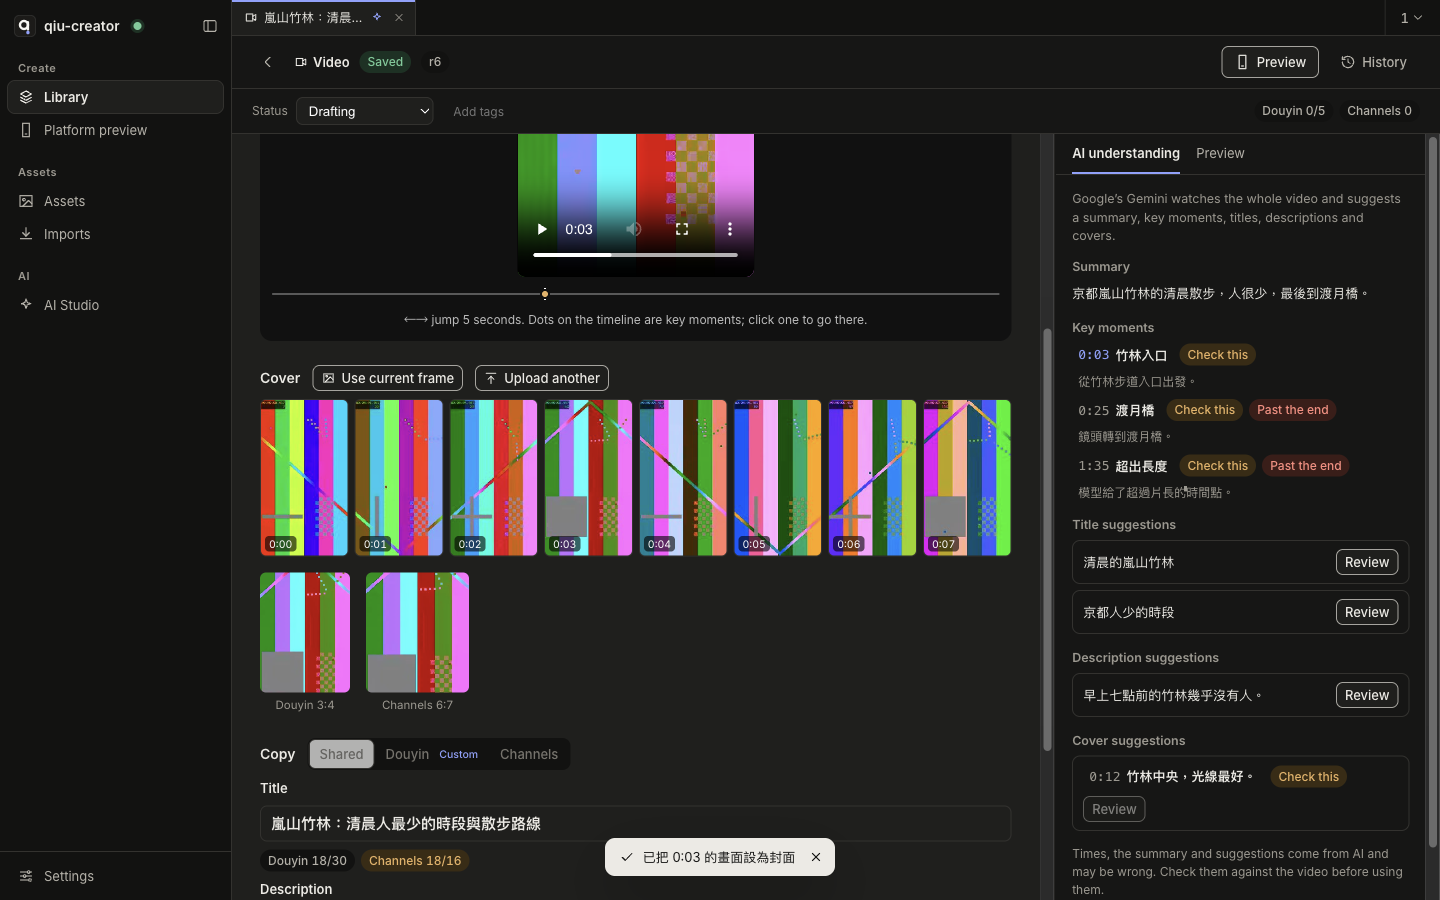 qiu-creator
Create
Library
Platform preview
Assets
Assets
Imports
AI
AI Studio
Settings
嵐山竹林：清晨...
1
Video
Saved
r6
Preview
History
Status
Drafting
Add tags
Douyin 0/5
Channels 0
0:03
←→ jump 5 seconds. Dots on the timeline are key moments; click one to go there.
Cover
Use current frame
Upload another
0:00
0:01
0:02
0:03
0:04
0:05
0:06
0:07
Douyin 3:4
Channels 6:7
Copy
Shared
Douyin
Custom
Channels
Title
嵐山竹林：清晨人最少的時段與散步路線
Douyin 18/30
Channels 18/16
Description
已把 0:03 的畫面設為封面
AI understanding
Preview
Google’s Gemini watches the whole video and suggests
a summary, key moments, titles, descriptions and
covers.
Summary
京都嵐山竹林的清晨散步，人很少，最後到渡月橋。
Key moments
0:03 竹林入口 Check this
從竹林步道入口出發。
0:25 渡月橋 Check this Past the end
鏡頭轉到渡月橋。
1:35 超出長度 Check this Past the end
模型給了超過片長的時間點。
Title suggestions
清晨的嵐山竹林
Review
京都人少的時段
Review
Description suggestions
早上七點前的竹林幾乎沒有人。
Review
Cover suggestions
0:12 竹林中央，光線最好。 Check this
Review
Times, the summary and suggestions come from AI and
may be wrong. Check them against the video before using
them.